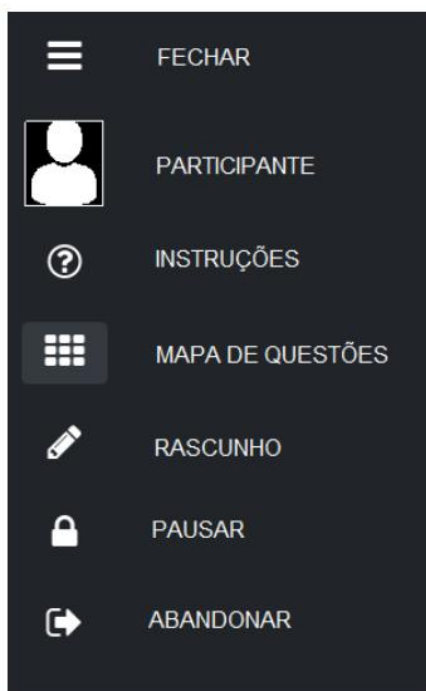 FECHAR
PARTICIPANTE
INSTRUÇÕES
MAPA DE QUESTÕES
RASCUNHO
PAUSAR
ABANDONAR